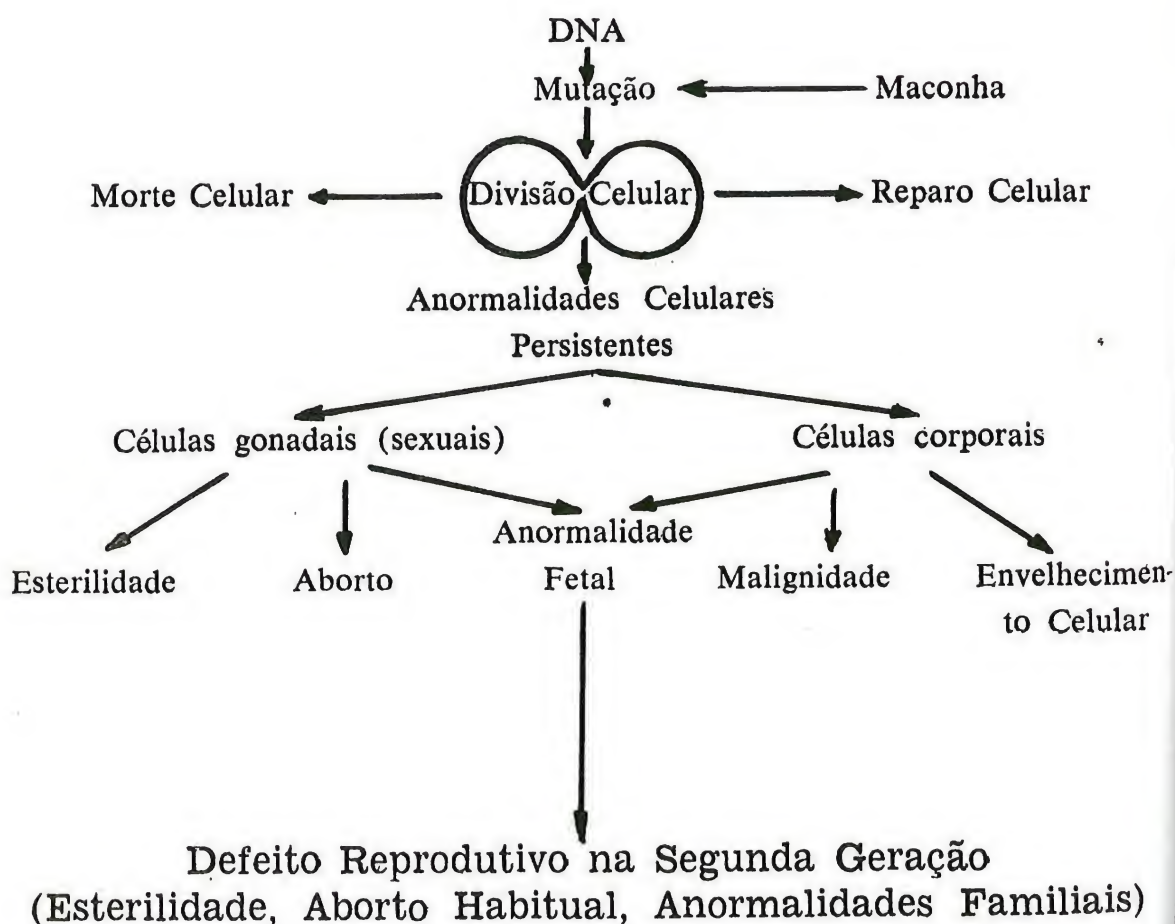 DNA
Mutação
Maconha
Morte Celular
Divisão Celular
Reparo Celular
Anormalidades Celulares
Persistentes
Células gonadais (sexuais)
Células corporais
Esterilidade
Aborto
Anormalidade
Fetal
Malignidade
Envelhecimen-
to Celular
Defeito Reprodutivo na Segunda Geração
(Esterilidade, Aborto Habitual, Anormalidades Familiais)